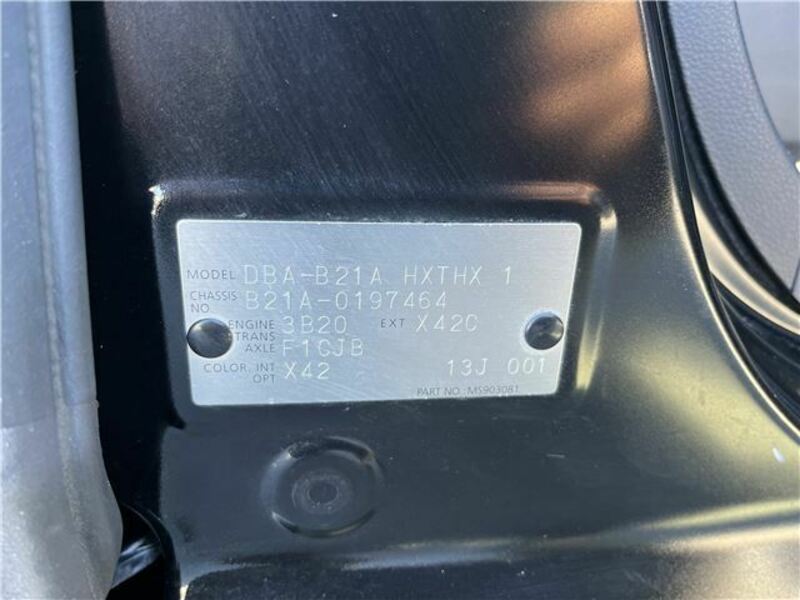 MODEL DBA-B21A HXTHX 1
CHASSIS NO. B21A-0197464
ENGINE 3B20 EXT X42C
TRANS AXLE F1CJB
COLOR, INT X42 13J 001
OPT
PART NO.: MS903081